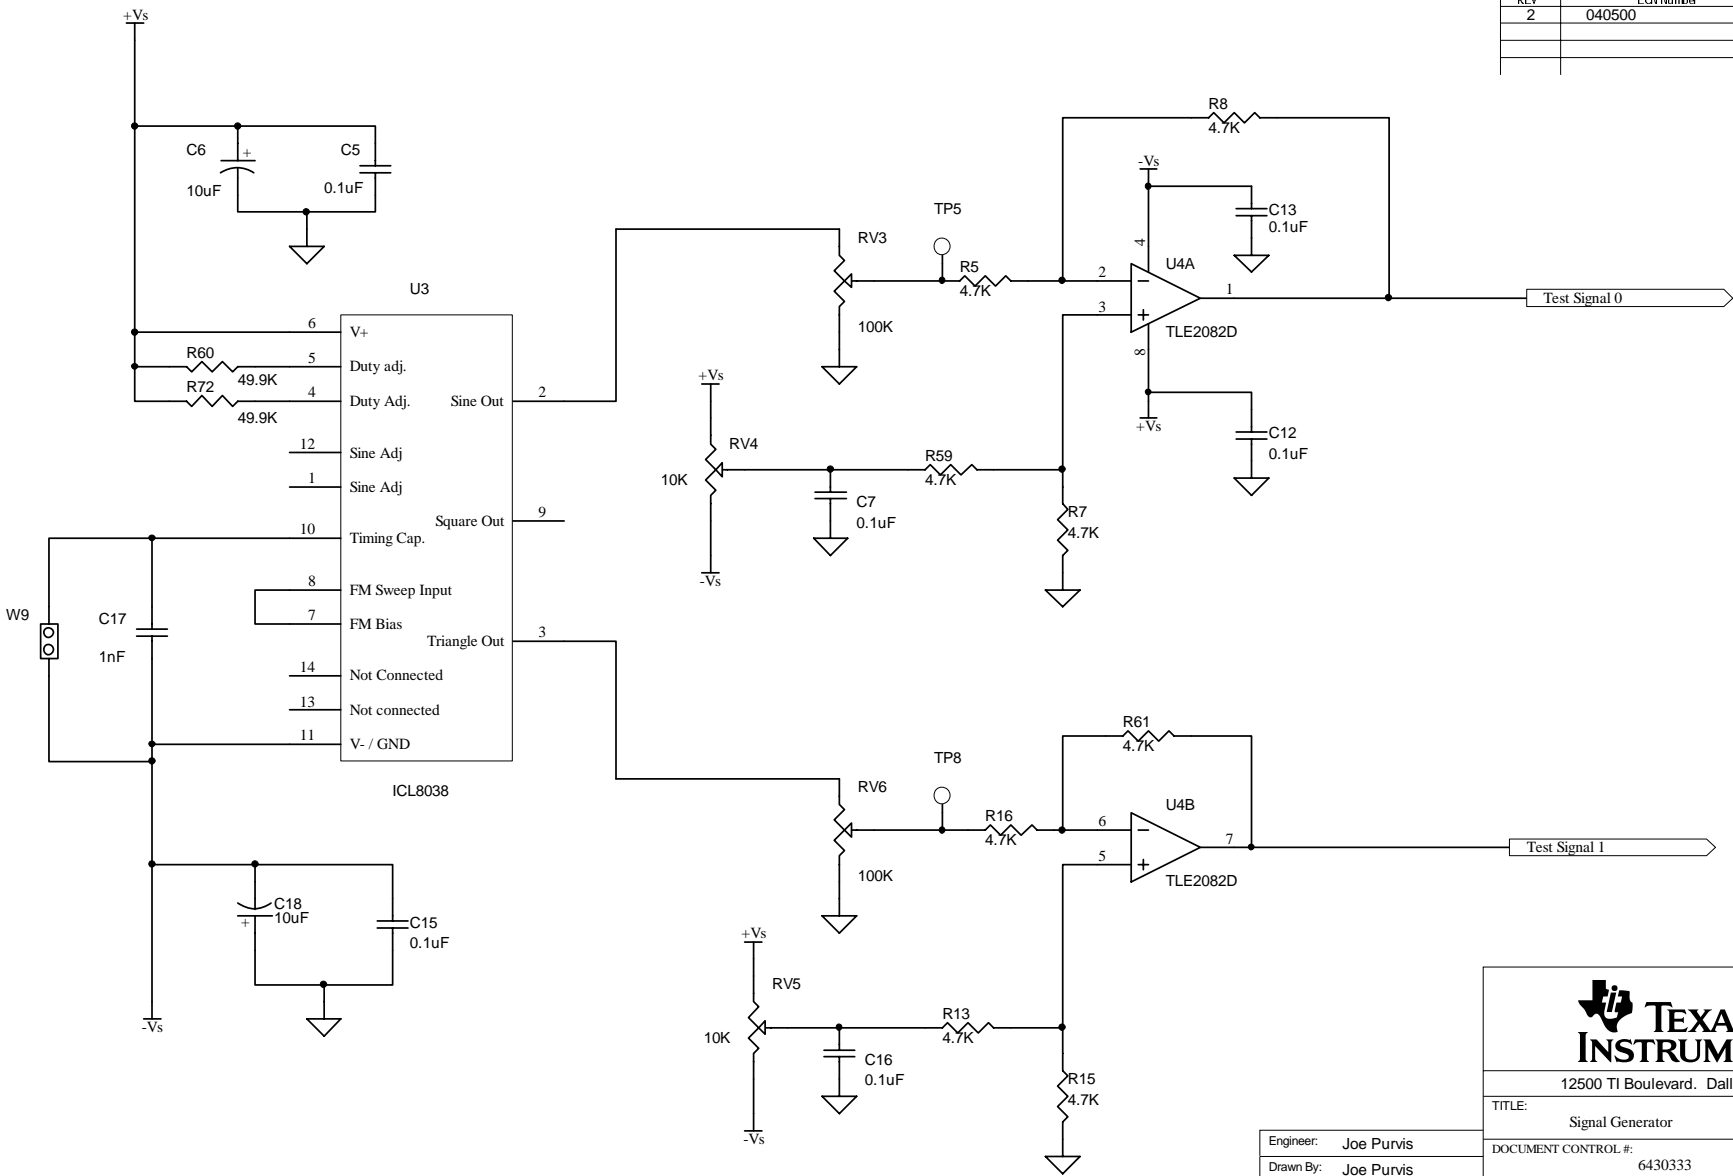 +Vs
2 040500
R8
4.7K
C6
+
C5
10uF
0.1uF
-Vs
C13
0.1uF
TP5
RV3
4
U4A
R5
4.7K
2
1
Test Signal 0
U3
3
100K
TLE2082D
8
6 V+
R60
49.9K
5 Duty adj.
R72
49.9K
4 Duty Adj.
Sine Out 2
+Vs
+Vs
C12
0.1uF
12 Sine Adj
RV4
10K
R59
4.7K
1 Sine Adj
C7
0.1uF
R7
4.7K
Square Out 9
10 Timing Cap.
-Vs
8 FM Sweep Input
7 FM Bias
W9
C17
1nF
Triangle Out 3
14 Not Connected
13 Not connected
11 V- / GND
ICL8038
R61
4.7K
TP8
RV6
R16
4.7K
U4B
6
7
5
Test Signal 1
100K
TLE2082D
C18
10uF
+
C15
0.1uF
+Vs
RV5
10K
R13
4.7K
-Vs
C16
0.1uF
R15
4.7K
-Vs
TEXA
INSTRUM
12500 TI Boulevard. Dall
TITLE:
Signal Generator
DOCUMENT CONTROL #:
6430333
Engineer: Joe Purvis
Drawn By: Joe Purvis